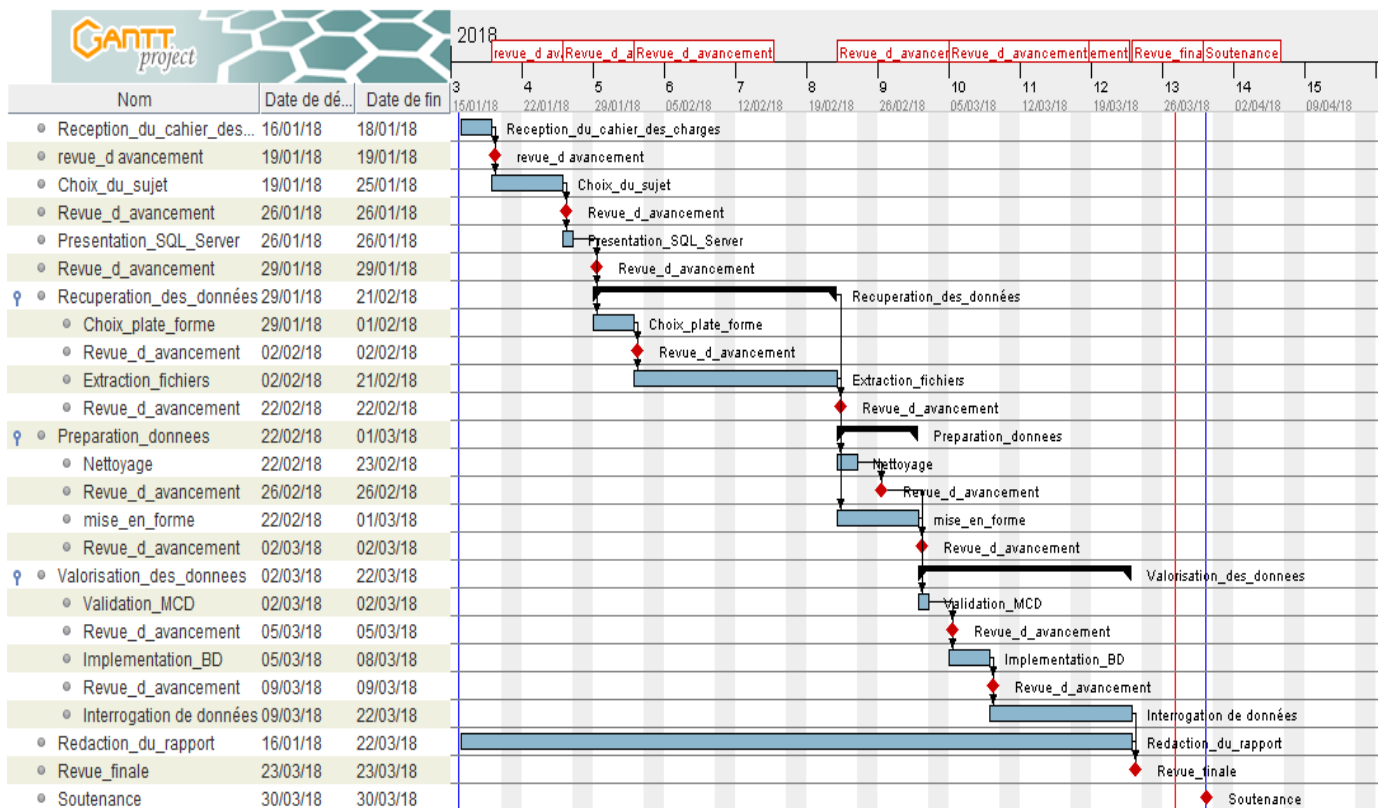 GANTT
project
2018
revue_d av
Revue_d_a
Revue_d_avancement
Revue_d_avancer
Revue_d_avancement
ement
Revue_fina
Soutenance
3 4 5 6 7 8 9 10 11 12 13 14 15
15/01/18 22/01/18 29/01/18 05/02/18 12/02/18 19/02/18 26/02/18 05/03/18 12/03/18 19/03/18 26/03/18 02/04/18 09/04/18
Nom Date de dé... Date de fin
Reception_du_cahier_des... 16/01/18 18/01/18 Reception_du_cahier_des_charges
revue_d avancement 19/01/18 19/01/18 revue_d avancement
Choix_du_sujet 19/01/18 25/01/18 Choix_du_sujet
Revue_d_avancement 26/01/18 26/01/18 Revue_d_avancement
Presentation_SQL_Server 26/01/18 26/01/18 Presentation_SQL_Server
Revue_d_avancement 29/01/18 29/01/18 Revue_d_avancement
Recuperation_des_données 29/01/18 21/02/18 Recuperation_des_données
Choix_plate_forme 29/01/18 01/02/18 Choix_plate_forme
Revue_d_avancement 02/02/18 02/02/18 Revue_d_avancement
Extraction_fichiers 02/02/18 21/02/18 Extraction_fichiers
Revue_d_avancement 22/02/18 22/02/18 Revue_d_avancement
Preparation_donnees 22/02/18 01/03/18 Preparation_donnees
Nettoyage 22/02/18 23/02/18 Nettoyage
Revue_d_avancement 26/02/18 26/02/18 Revue_d_avancement
mise_en_forme 22/02/18 01/03/18 mise_en_forme
Revue_d_avancement 02/03/18 02/03/18 Revue_d_avancement
Valorisation_des_donnees 02/03/18 22/03/18 Valorisation_des_donnees
Validation_MCD 02/03/18 02/03/18 Validation_MCD
Revue_d_avancement 05/03/18 05/03/18 Revue_d_avancement
Implementation_BD 05/03/18 08/03/18 Implementation_BD
Revue_d_avancement 09/03/18 09/03/18 Revue_d_avancement
Interrogation de données 09/03/18 22/03/18 Interrogation de données
Redaction_du_rapport 16/01/18 22/03/18 Redaction_du_rapport
Revue_finale 23/03/18 23/03/18 Revue_finale
Soutenance 30/03/18 30/03/18 Soutenance